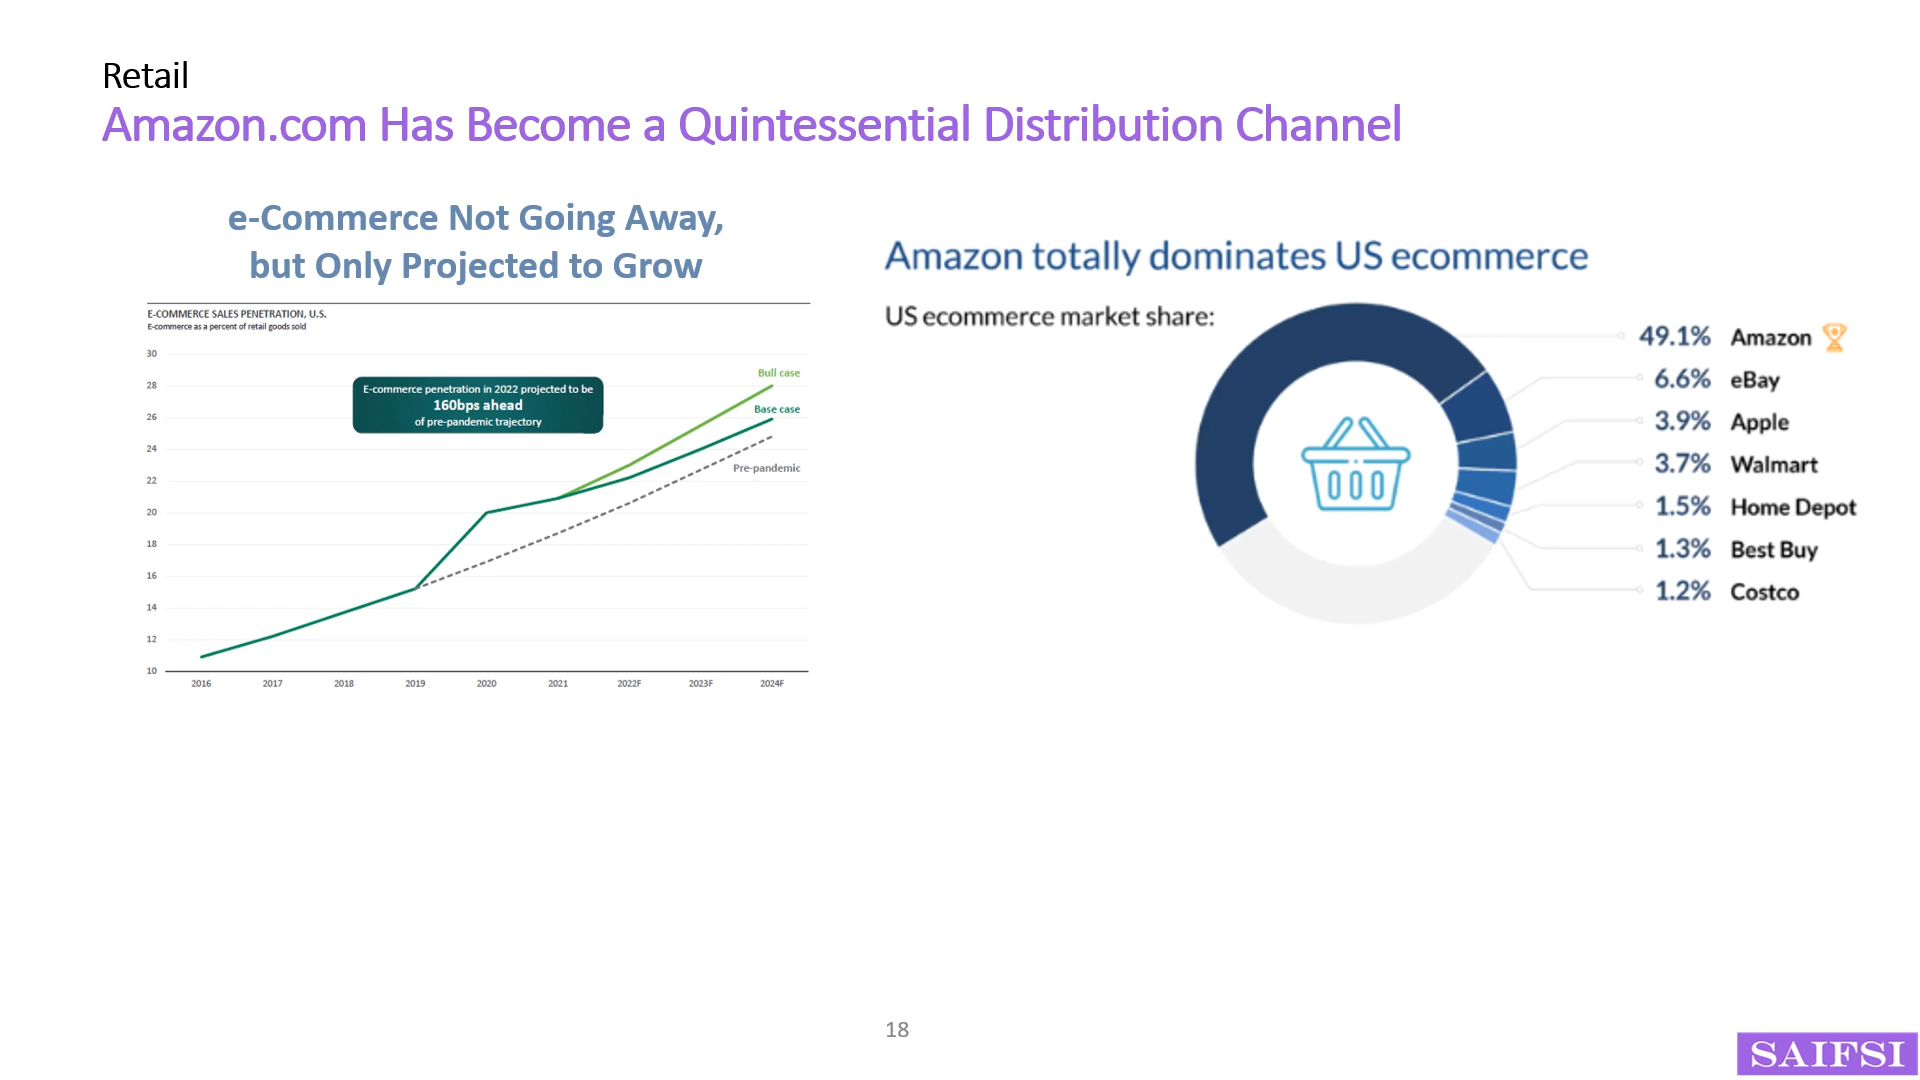 Retail
Amazon.com Has Become a Quintessential Distribution Channel
e-Commerce Not Going Away,
but Only Projected to Grow
E-COMMERCE SALES PENETRATION, U.S.
E-commerce as a percent of retail goods sold
30
28
26
24
22
20
18
16
14
12
10
E-commerce penetration in 2022 projected to be
160bps ahead
of pre-pandemic trajectory
Bull case
Base case
Pre-pandemic
2016 2017 2018 2019 2020 2021 2022F 2023F 2024F
Amazon totally dominates US ecommerce
US ecommerce market share:
49.1% Amazon
6.6% eBay
3.9% Apple
3.7% Walmart
1.5% Home Depot
1.3% Best Buy
1.2% Costco
18
SAIFSI